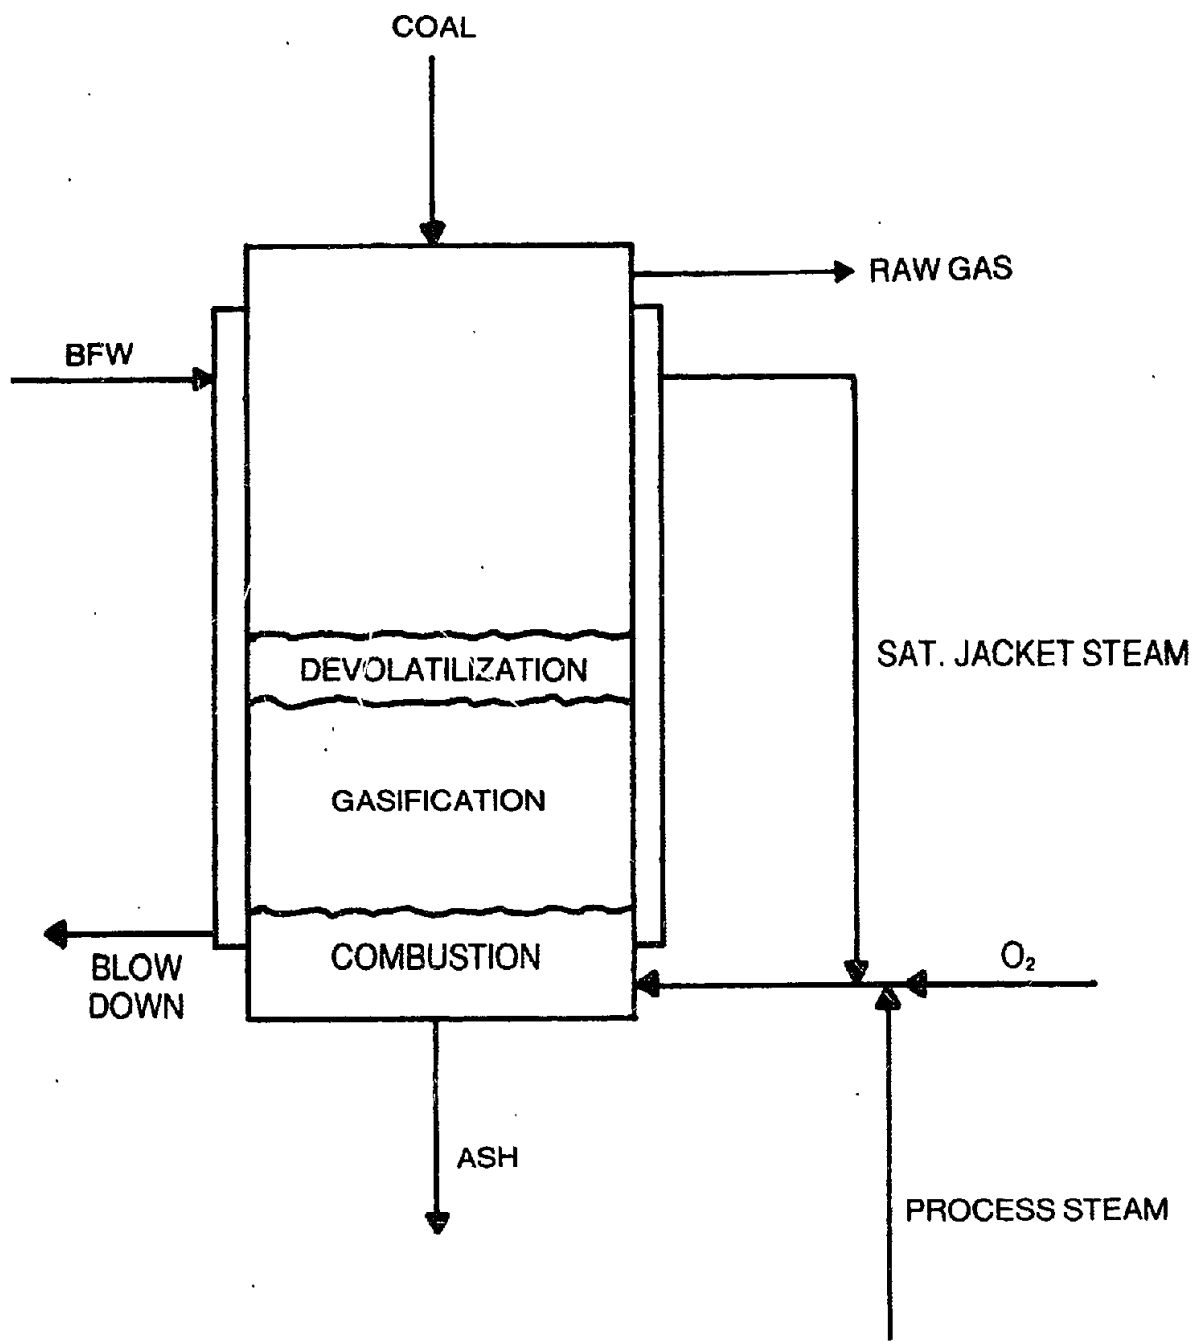 COAL
RAW GAS
BFW
SAT. JACKET STEAM
DEVOLATILIZATION
GASIFICATION
COMBUSTION
O₂
BLOW
DOWN
ASH
PROCESS STEAM